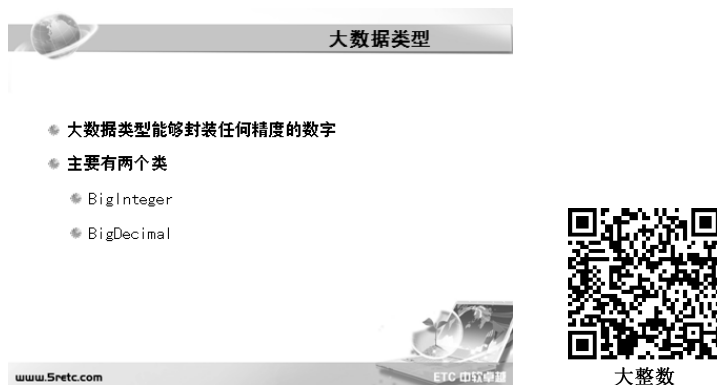 大数据类型
大数据类型能够封装任何精度的数字
主要有两个类
BigInteger
BigDecimal
www.5retc.com
ETC 中软卓越
大整数